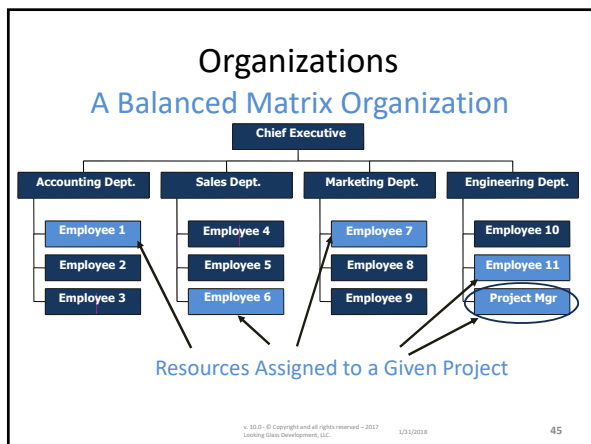 Organizations
A Balanced Matrix Organization
Chief Executive
Accounting Dept.
Sales Dept.
Marketing Dept.
Engineering Dept.
Employee 1
Employee 4
Employee 7
Employee 10
Employee 2
Employee 5
Employee 8
Employee 11
Employee 3
Employee 6
Employee 9
Project Mgr
Resources Assigned to a Given Project
v. 10.0 - © Copyright and all rights reserved – 2017
Looking Glass Development, LLC.
1/31/2018
45